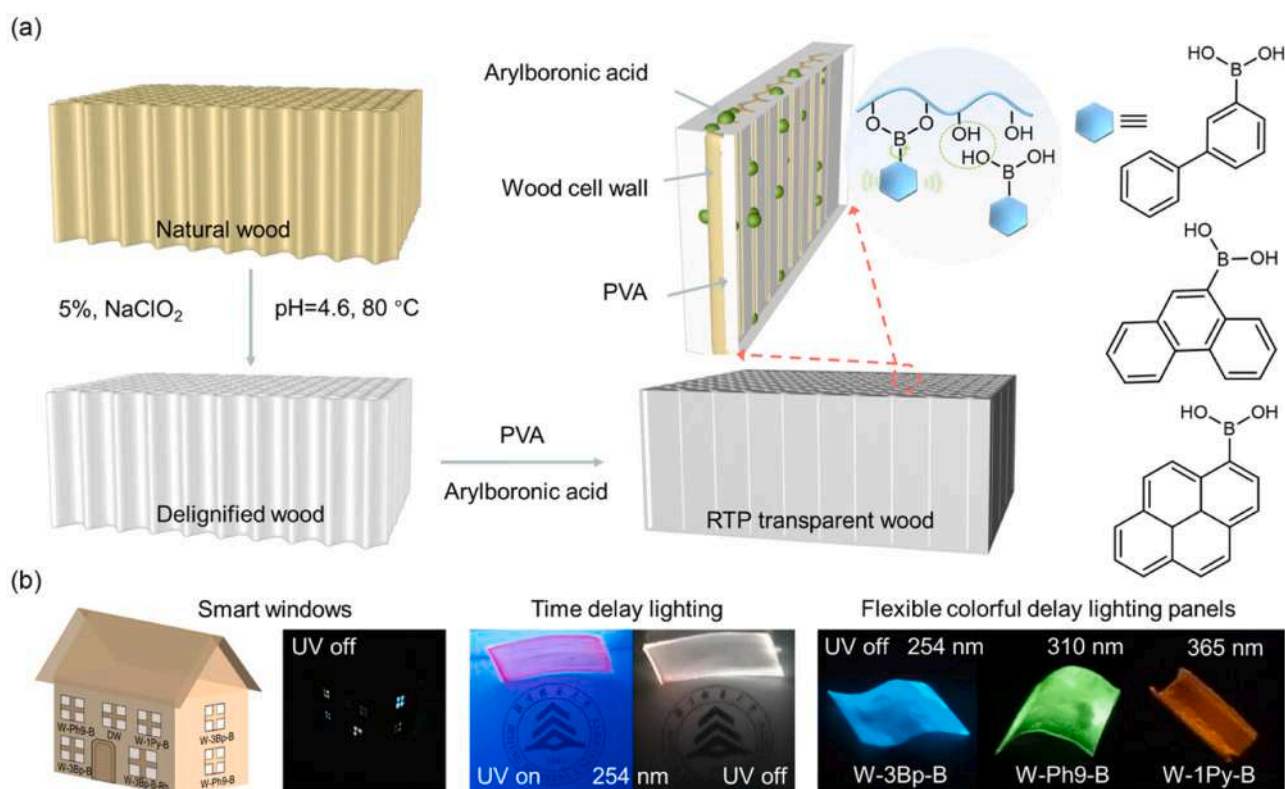 (a)
Natural wood
5%, NaClO₂
pH=4.6, 80 °C
Delignified wood
PVA
Arylboronic acid
Arylboronic acid
Wood cell wall
PVA
RTP transparent wood
O
O
B
OH
OH
HO
OH
B
HO
OH
B
HO
OH
B
HO
OH
B
(b)
Smart windows
W-Ph9-B
DW
W-1Py-B
W-3Bp-B
W-3Bp-B
W-3Bp-B-Rh
W-Ph9-B
UV off
Time delay lighting
UV on
254 nm
UV off
Flexible colorful delay lighting panels
UV off
254 nm
310 nm
365 nm
W-3Bp-B
W-Ph9-B
W-1Py-B